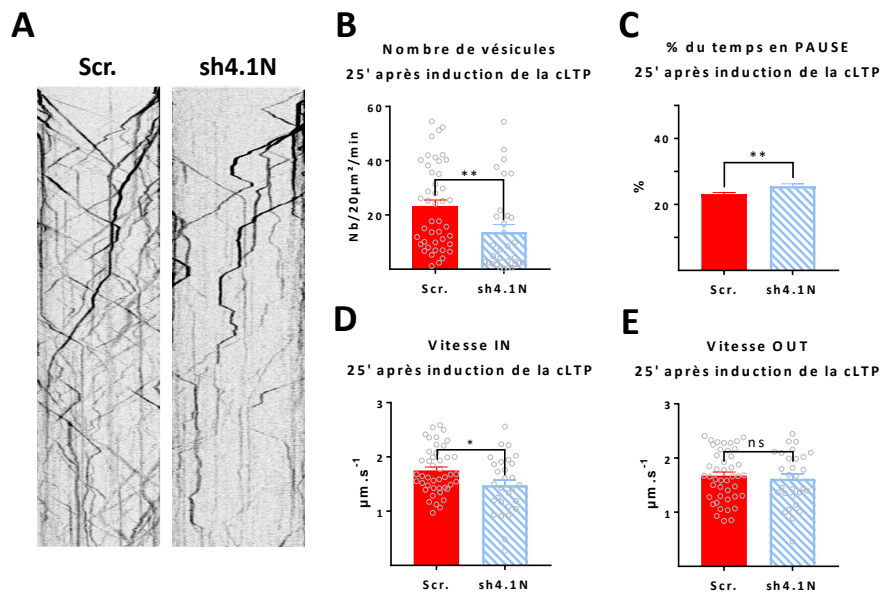 A
Scr.
sh4.1N
B
Nombre de vésicules
25' après induction de la cLTP
Nb/20µm²/min
60
40
20
**
Scr.
sh4.1N
C
% du temps en PAUSE
25' après induction de la cLTP
%
40
20
**
Scr.
sh4.1N
D
Vitesse IN
25' après induction de la cLTP
µm.s-1
3
2
1
*
Scr.
sh4.1N
E
Vitesse OUT
25' après induction de la cLTP
µm.s-1
3
2
1
ns
Scr.
sh4.1N